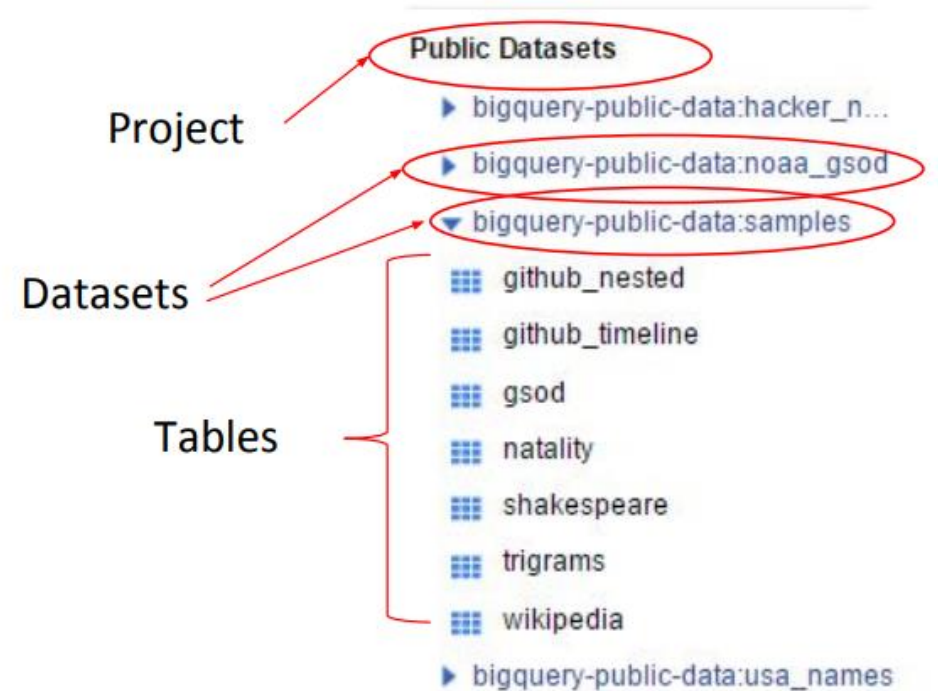 Public Datasets
Project
bigquery-public-data:hacker_n...
bigquery-public-data:noaa_gsod
bigquery-public-data:samples
Datasets
github_nested
github_timeline
gsod
Tables
natality
shakespeare
trigrams
wikipedia
bigquery-public-data:usa_names